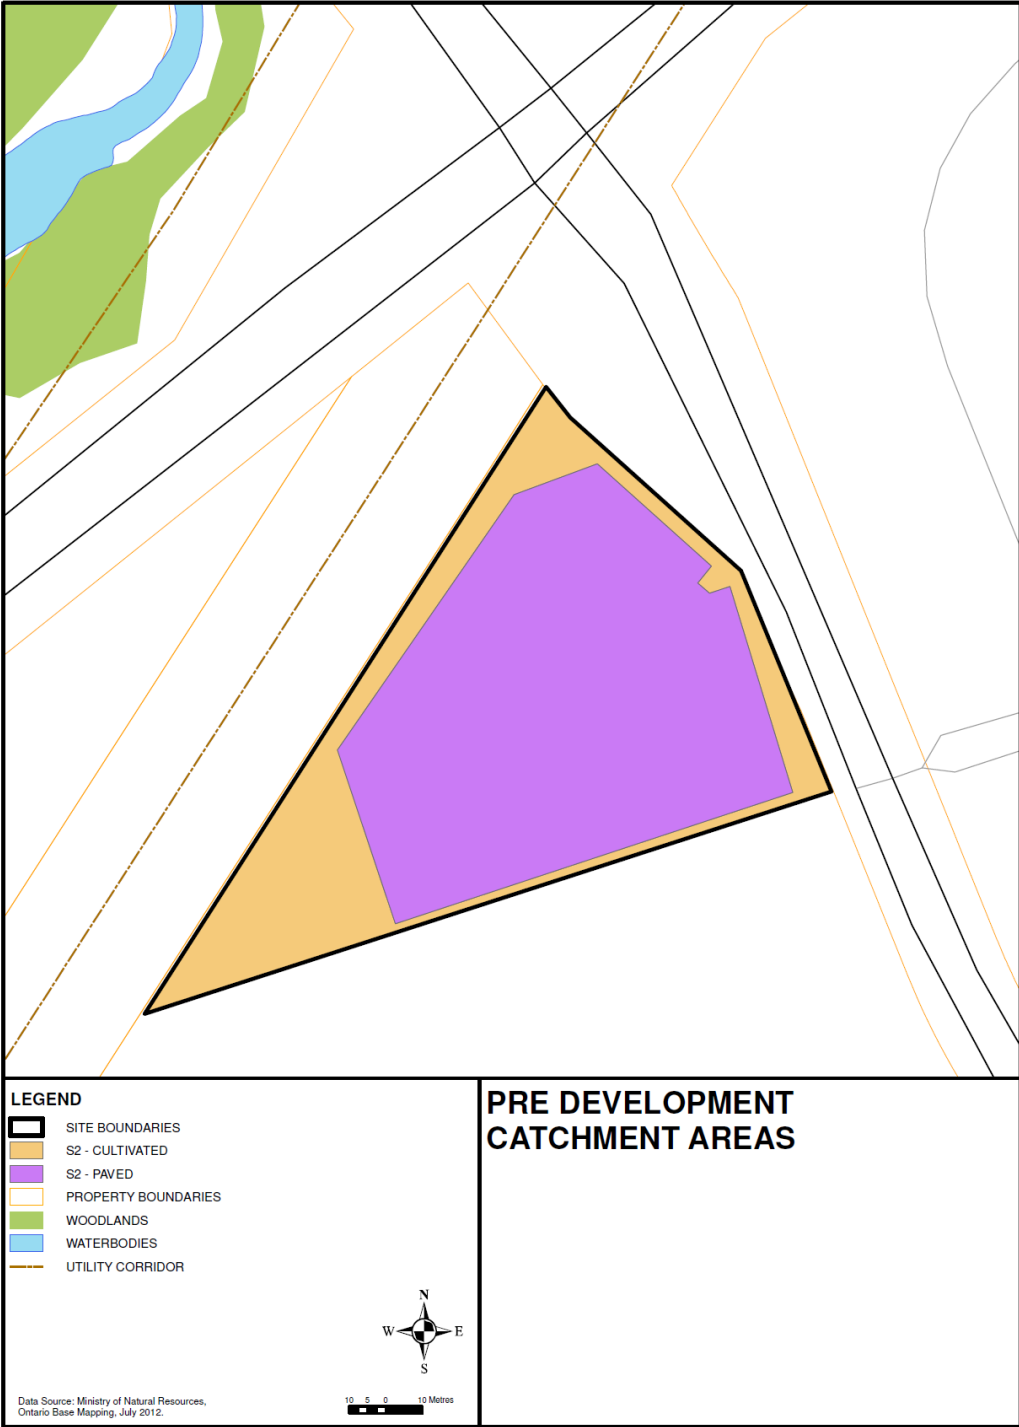 LEGEND
SITE BOUNDARIES
S2 - CULTIVATED
S2 - PAVED
PROPERTY BOUNDARIES
WOODLANDS
WATERBODIES
UTILITY CORRIDOR
N
W E
S
Data Source: Ministry of Natural Resources,
Ontario Base Mapping, July 2012.
10 5 0 10 Metres
PRE DEVELOPMENT
CATCHMENT AREAS